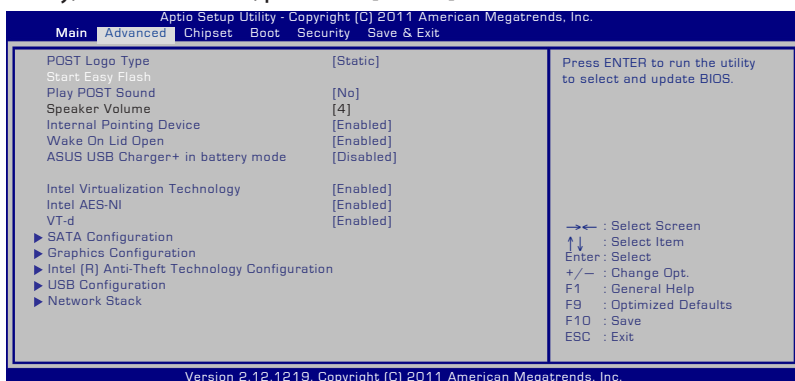 Aptio Setup Utility - Copyright (C) 2011 American Megatrends, Inc.
Main Advanced Chipset Boot Security Save & Exit
POST Logo Type [Static]
Start Easy Flash
Play POST Sound [No]
Speaker Volume [4]
Internal Pointing Device [Enabled]
Wake On Lid Open [Enabled]
ASUS USB Charger+ in battery mode [Disabled]
Intel Virtualization Technology [Enabled]
Intel AES-NI [Enabled]
VT-d [Enabled]
▶ SATA Configuration
▶ Graphics Configuration
▶ Intel (R) Anti-Theft Technology Configuration
▶ USB Configuration
▶ Network Stack
Press ENTER to run the utility
to select and update BIOS.
→← : Select Screen
↑↓ : Select Item
Enter : Select
+/— : Change Opt.
F1 : General Help
F9 : Optimized Defaults
F10 : Save
ESC : Exit
Version 2.12.1219. Copyright (C) 2011 American Megatrends, Inc.